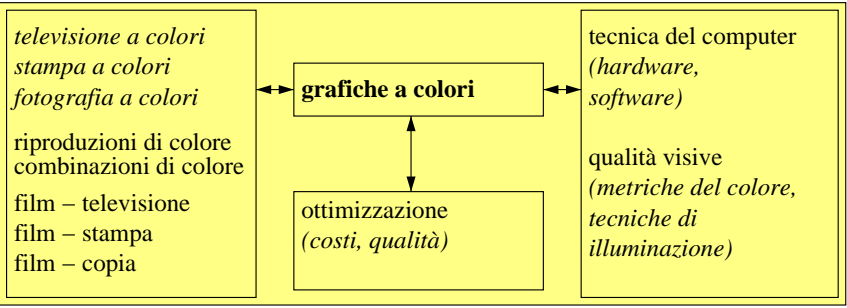 televisione a colori
stampa a colori
fotografia a colori
riproduzioni di colore
combinazioni di colore
film – televisione
film – stampa
film – copia
grafiche a colori
ottimizzazione
(costi, qualità)
tecnica del computer
(hardware,
software)
qualità visive
(metriche del colore,
tecniche di
illuminazione)